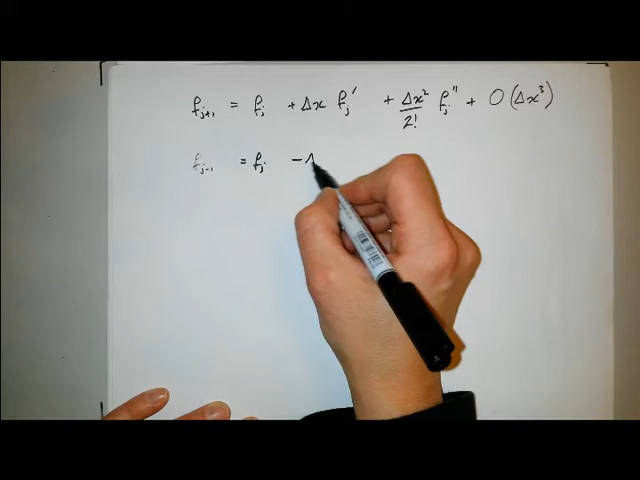 f_{j+1} = f_j + Δx f_j' + Δx²/2! f_j'' + O(Δx³)
f_{j-1} = f_j - Δ